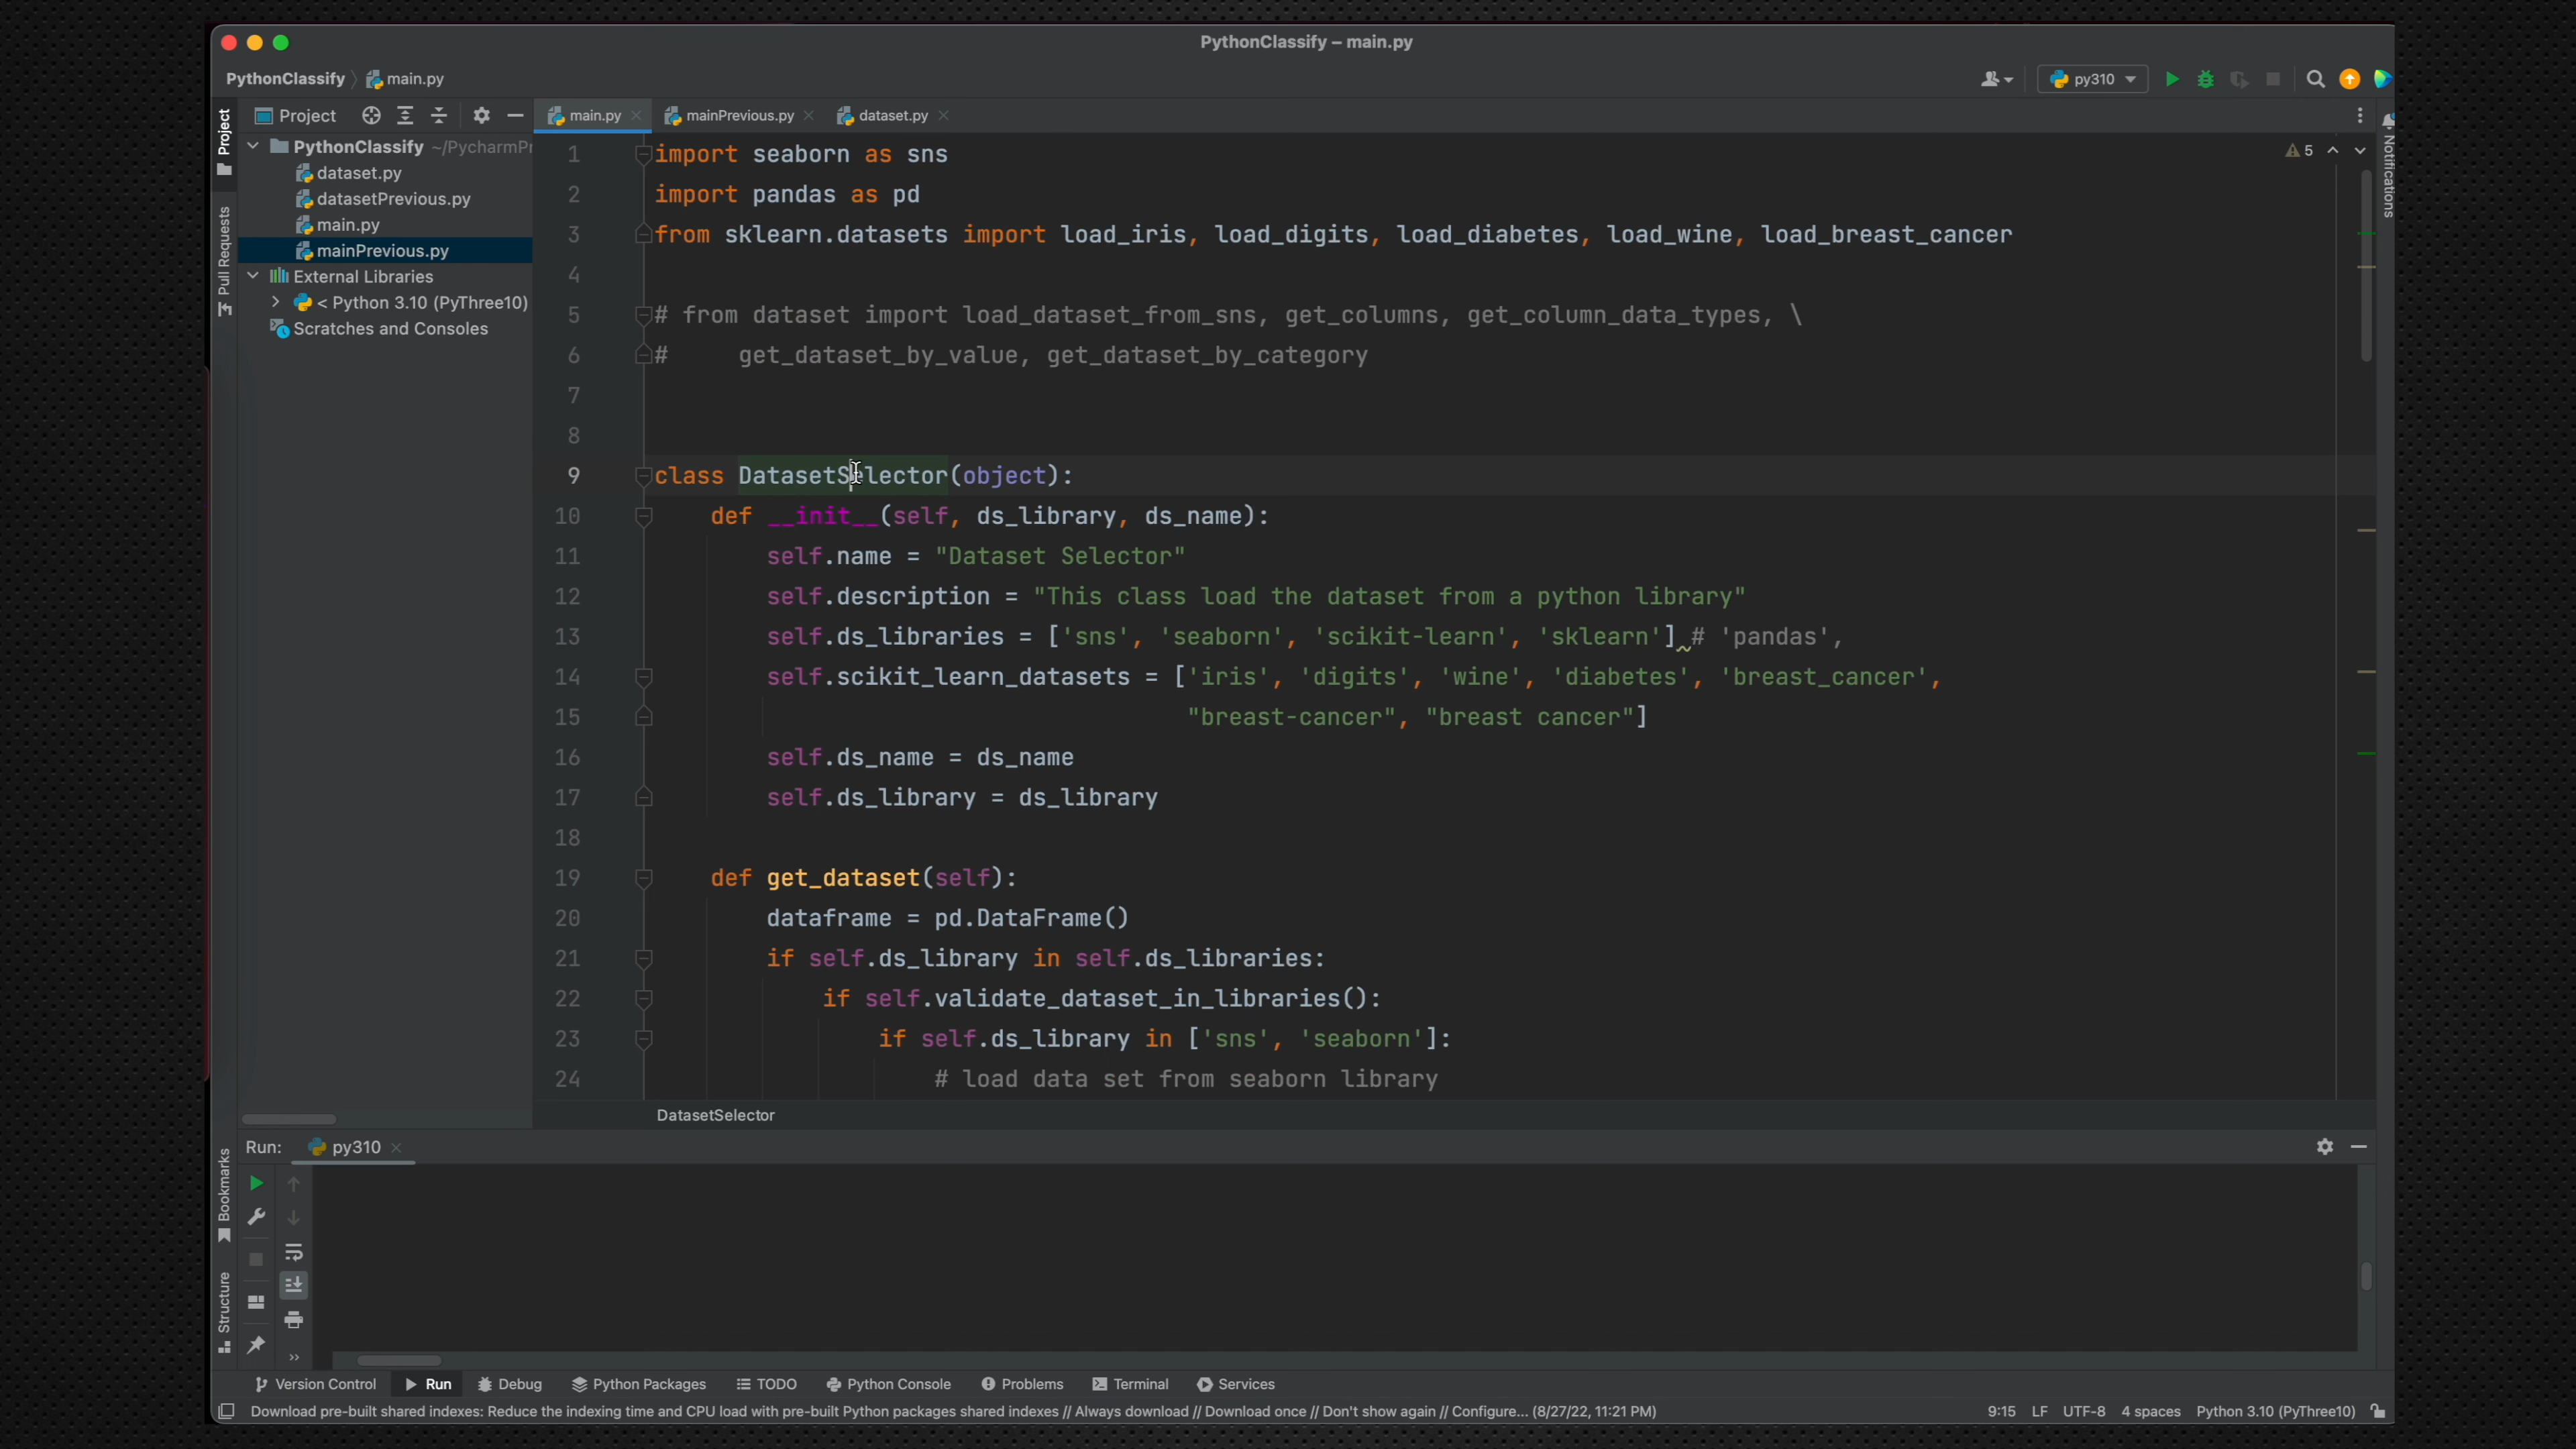 PythonClassify – main.py
PythonClassify
main.py
py310
Project
main.py
mainPrevious.py
dataset.py
Project
Pull Requests
Bookmarks
Structure
Notifications
PythonClassify ~/PycharmPr
dataset.py
datasetPrevious.py
main.py
mainPrevious.py
External Libraries
< Python 3.10 (PyThree10)
Scratches and Consoles
5
1 import seaborn as sns
2 import pandas as pd
3 from sklearn.datasets import load_iris, load_digits, load_diabetes, load_wine, load_breast_cancer
4
5 # from dataset import load_dataset_from_sns, get_columns, get_column_data_types, \
6 #     get_dataset_by_value, get_dataset_by_category
7
8
9 class DatasetSelector(object):
10     def __init__(self, ds_library, ds_name):
11         self.name = "Dataset Selector"
12         self.description = "This class load the dataset from a python library"
13         self.ds_libraries = ['sns', 'seaborn', 'scikit-learn', 'sklearn'] # 'pandas',
14         self.scikit_learn_datasets = ['iris', 'digits', 'wine', 'diabetes', 'breast_cancer',
15                                       "breast-cancer", "breast cancer"]
16         self.ds_name = ds_name
17         self.ds_library = ds_library
18
19     def get_dataset(self):
20         dataframe = pd.DataFrame()
21         if self.ds_library in self.ds_libraries:
22             if self.validate_dataset_in_libraries():
23                 if self.ds_library in ['sns', 'seaborn']:
24                     # load data set from seaborn library
DatasetSelector
Run: py310
Version Control Run Debug Python Packages TODO Python Console Problems Terminal Services
Download pre-built shared indexes: Reduce the indexing time and CPU load with pre-built Python packages shared indexes // Always download // Download once // Don't show again // Configure... (8/27/22, 11:21 PM) 9:15 LF UTF-8 4 spaces Python 3.10 (PyThree10)